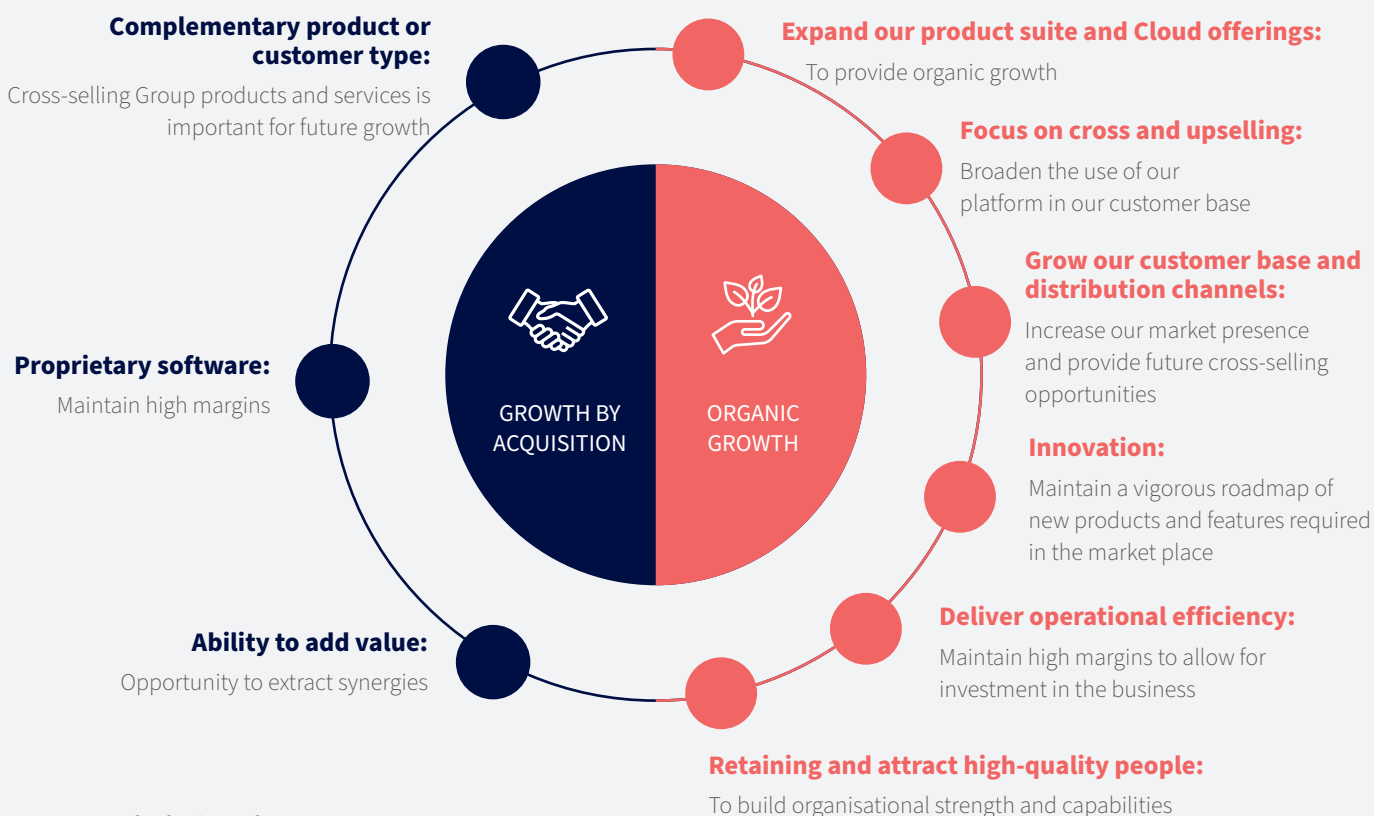 Complementary product or
customer type:
Cross-selling Group products and services is
important for future growth
Proprietary software:
Maintain high margins
Ability to add value:
Opportunity to extract synergies
GROWTH BY
ACQUISITION
ORGANIC
GROWTH
Expand our product suite and Cloud offerings:
To provide organic growth
Focus on cross and upselling:
Broaden the use of our
platform in our customer base
Grow our customer base and
distribution channels:
Increase our market presence
and provide future cross-selling
opportunities
Innovation:
Maintain a vigorous roadmap of
new products and features required
in the market place
Deliver operational efficiency:
Maintain high margins to allow for
investment in the business
Retaining and attract high-quality people:
To build organisational strength and capabilities